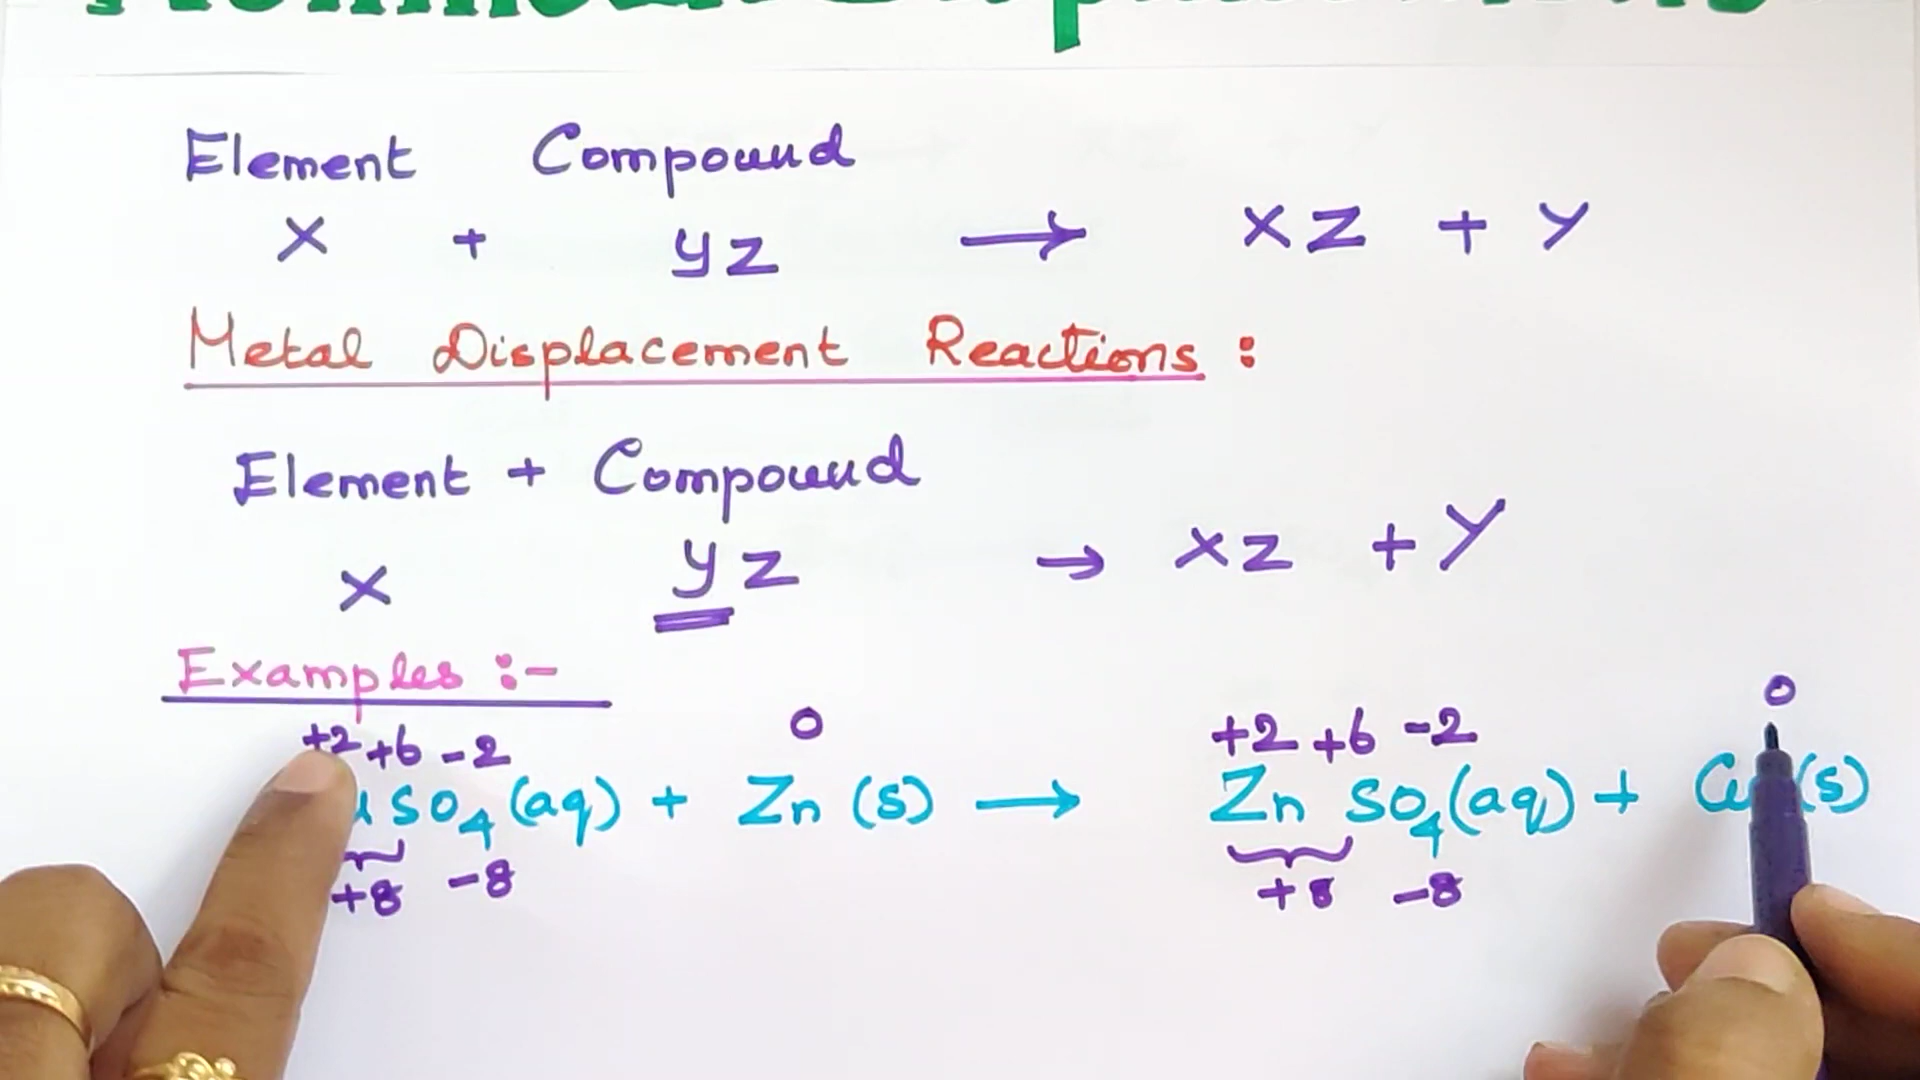 Element Compound
X + YZ → XZ + Y
Metal Displacement Reactions :
Element + Compound
X YZ → XZ + Y
Examples :-
+2 +6 -2 0 +2 +6 -2 0
SO4 (aq) + Zn (s) → Zn SO4 (aq) + Cu (s)
+8 -8 +8 -8